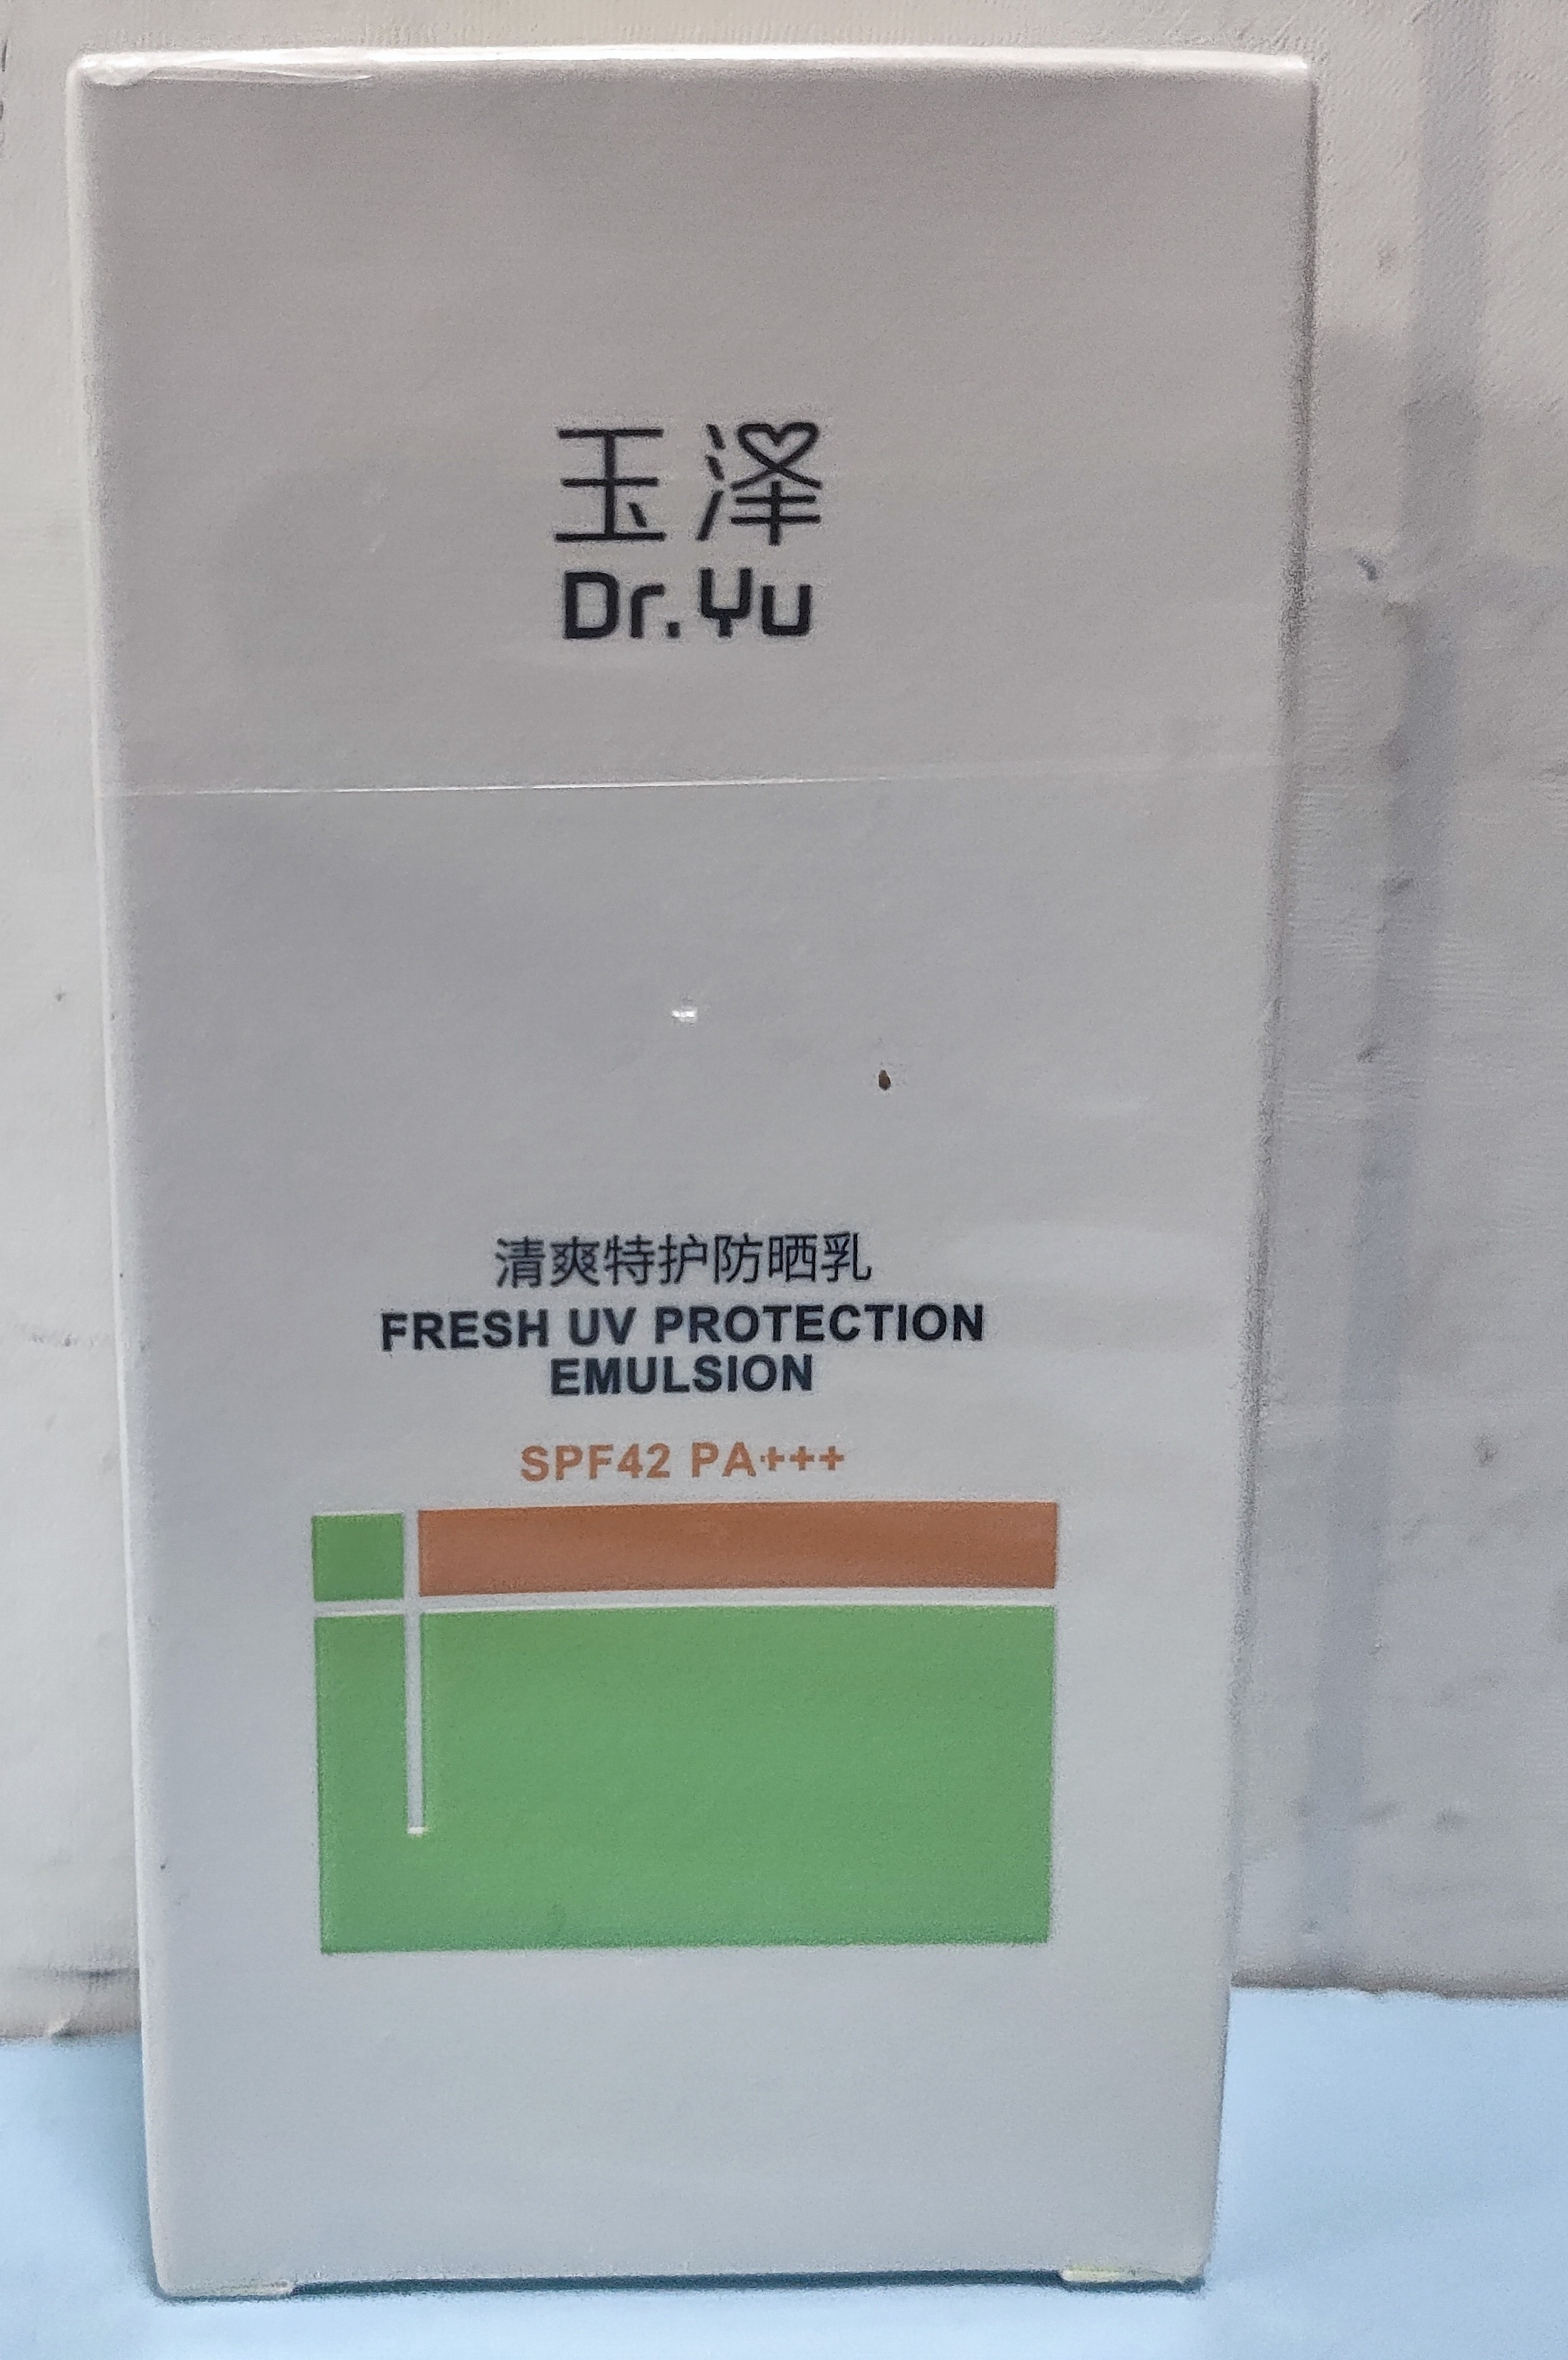 玉泽
Dr.Yu
清爽特护防晒乳
FRESH UV PROTECTION
EMULSION
SPF42 PA+++